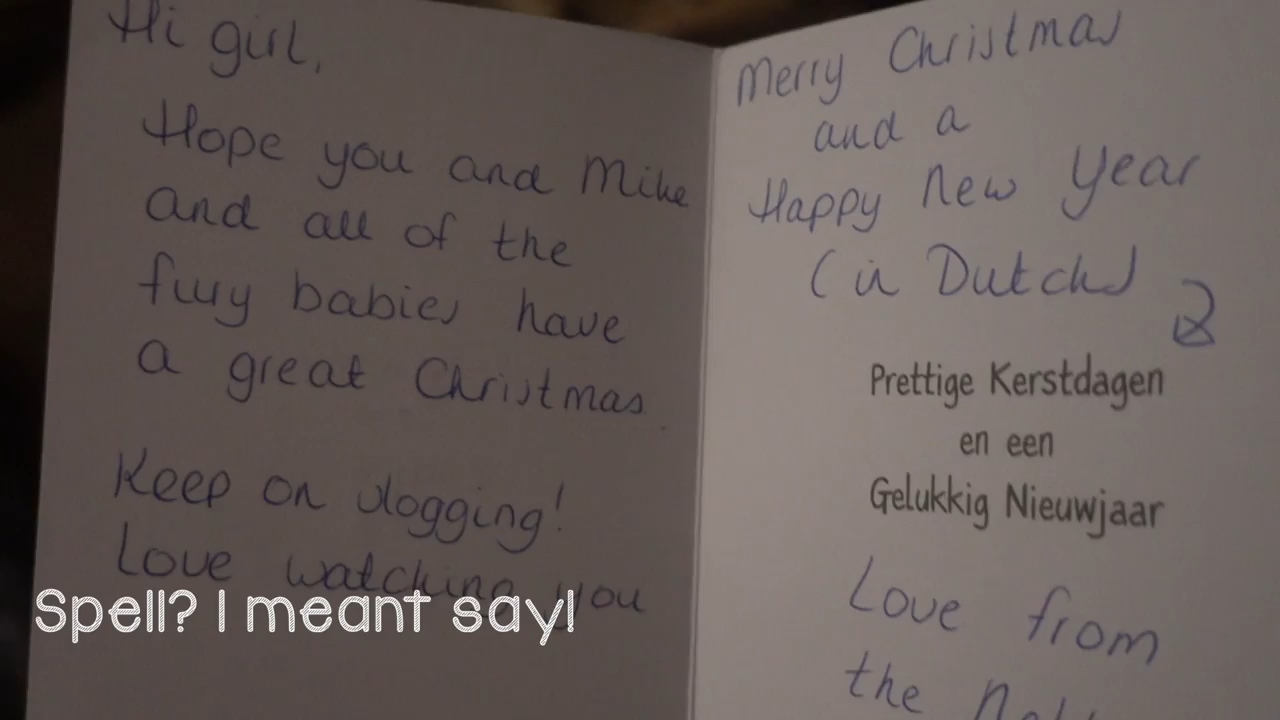 Hi girl,
Hope you and Mike
and all of the
furry babies have
a great Christmas.
Keep on vlogging!
Love watching you
Spell? I meant say!
Merry Christmas
and a
Happy New Year
(in Dutch)
Prettige Kerstdagen
en een
Gelukkig Nieuwjaar
Love from
the